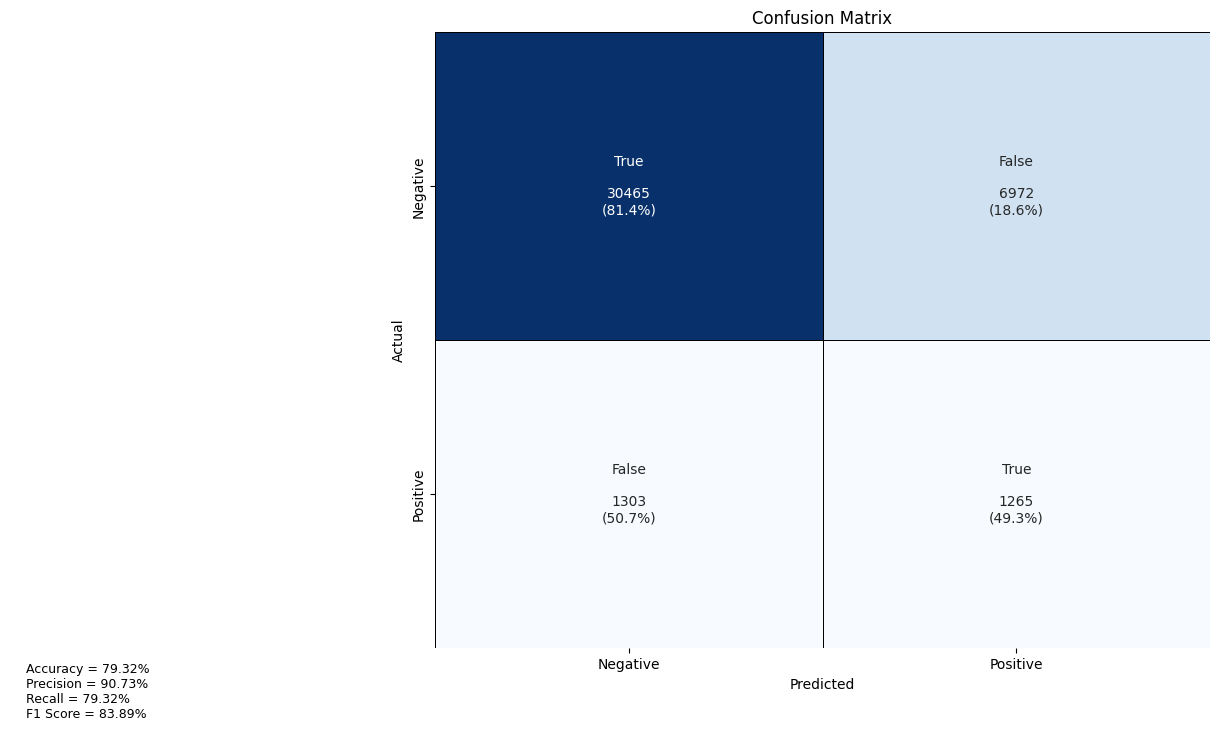 Confusion Matrix
True
30465
(81.4%)
False
6972
(18.6%)
Negative
Actual
False
1303
(50.7%)
True
1265
(49.3%)
Positive
Negative
Positive
Predicted
Accuracy = 79.32%
Precision = 90.73%
Recall = 79.32%
F1 Score = 83.89%